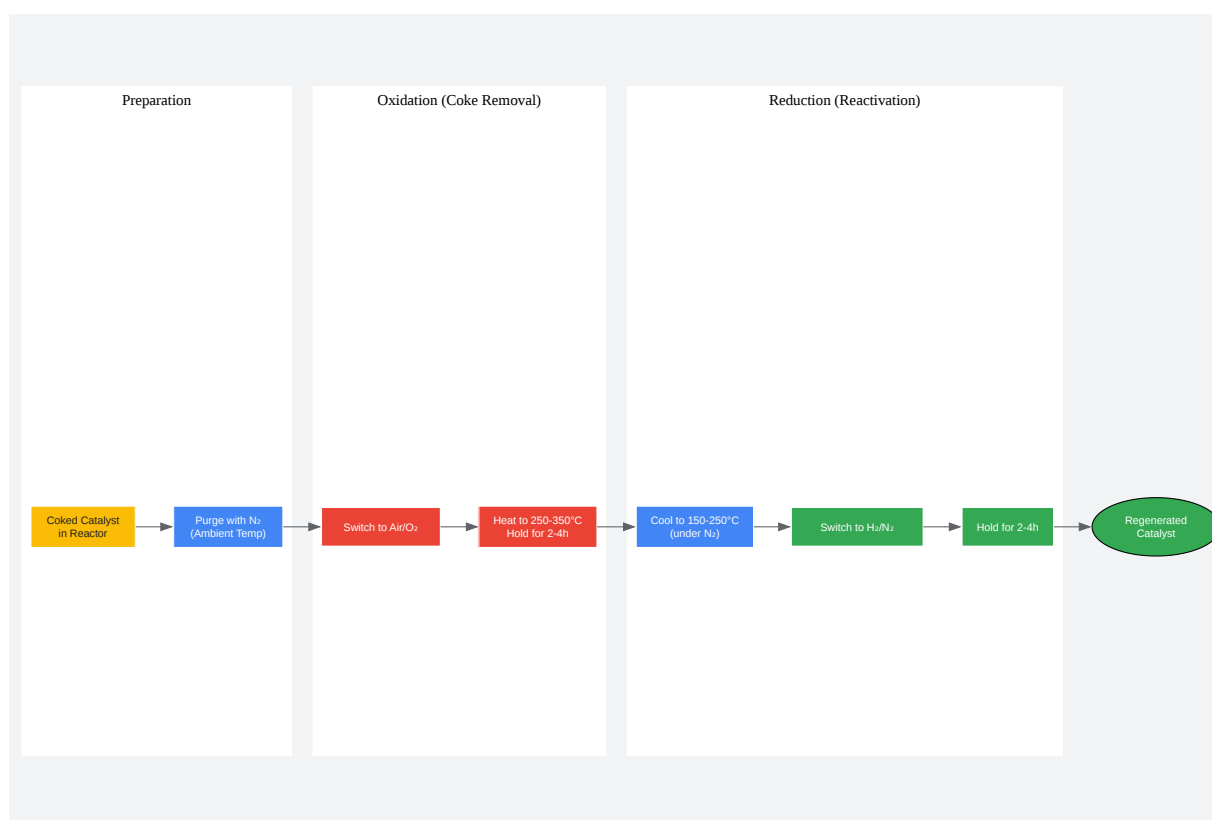 Preparation
Oxidation (Coke Removal)
Reduction (Reactivation)
Coked Catalyst
in Reactor
Purge with N₂
(Ambient Temp)
Switch to Air/O₂
Heat to 250-350°C
Hold for 2-4h
Cool to 150-250°C
(under N₂)
Switch to H₂/N₂
Hold for 2-4h
Regenerated
Catalyst